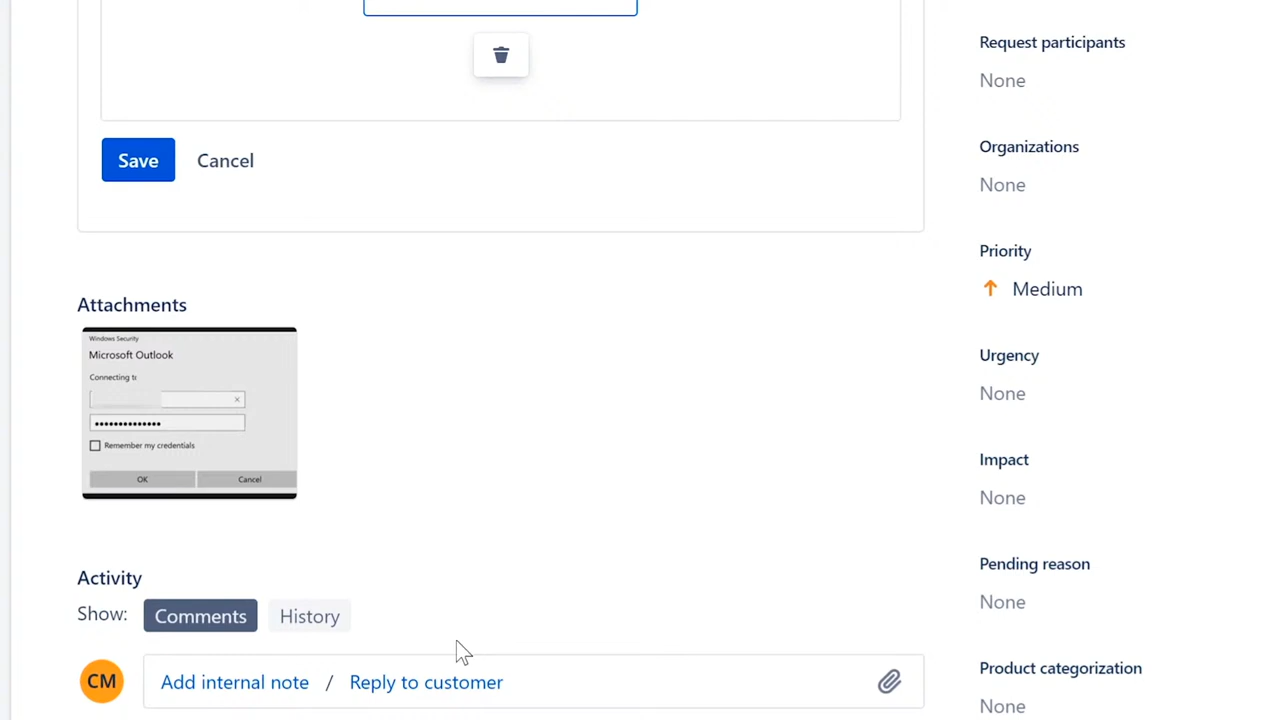 Save
Cancel
Attachments
Windows Security
Microsoft Outlook
Connecting to
Remember my credentials
OK
Cancel
Activity
Show:
Comments
History
CM
Add internal note / Reply to customer
Request participants
None
Organizations
None
Priority
Medium
Urgency
None
Impact
None
Pending reason
None
Product categorization
None